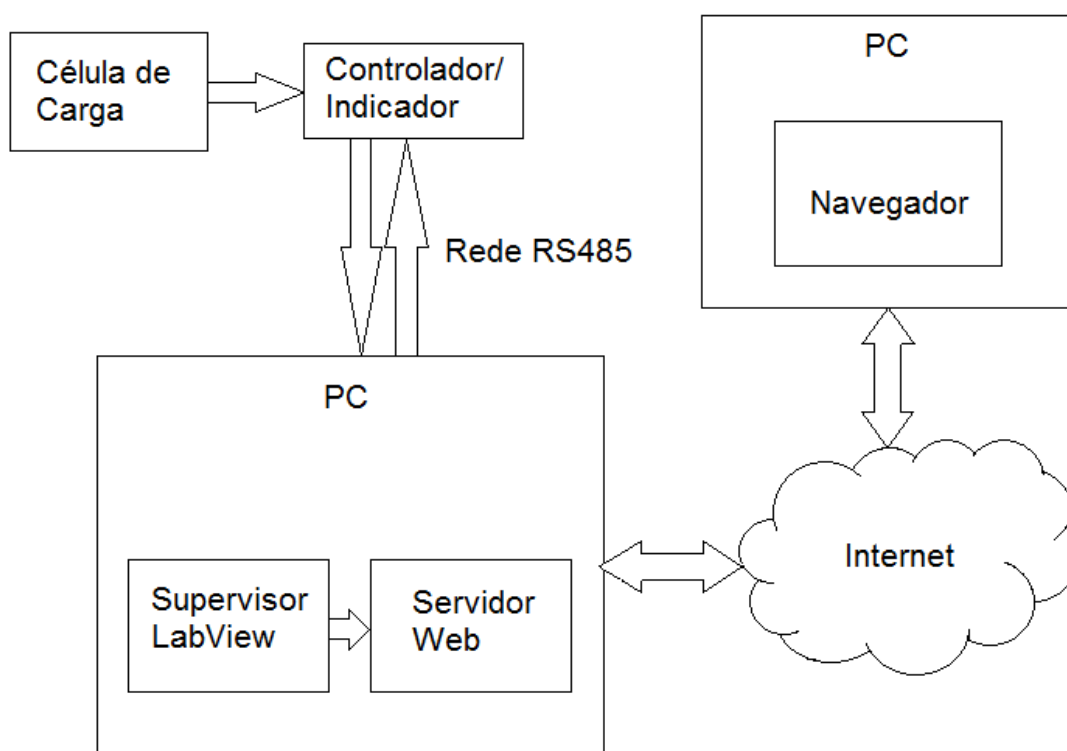 Célula de
Carga
Controlador/
Indicador
PC
Navegador
Rede RS485
PC
Supervisor
LabView
Servidor
Web
Internet